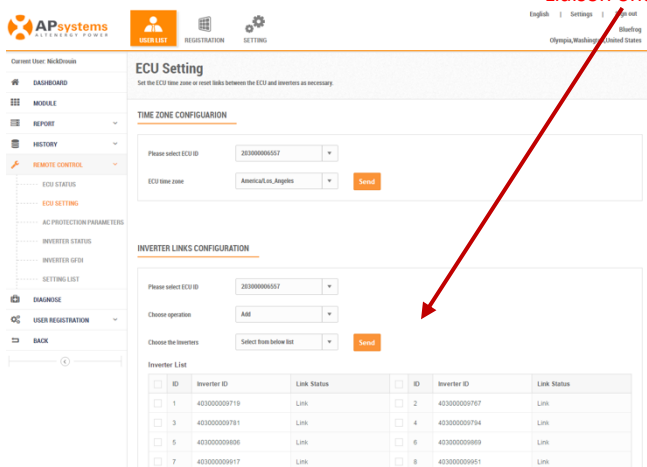 English | Settings | Sign out
APsystems
ALTENERGY POWER
USER LIST
REGISTRATION
SETTING
Bluefrog
Olympia,Washington,United States
Current User: NickDrouin
DASHBOARD
MODULE
REPORT
HISTORY
REMOTE CONTROL
ECU STATUS
ECU SETTING
AC PROTECTION PARAMETERS
INVERTER STATUS
INVERTER GFDI
SETTING LIST
DIAGNOSE
USER REGISTRATION
BACK
ECU Setting
Set the ECU time zone or reset links between the ECU and inverters as necessary.
TIME ZONE CONFIGUARION
Please select ECU ID 203000006557
ECU time zone America/Los_Angeles Send
INVERTER LINKS CONFIGURATION
Please select ECU ID 203000006557
Choose operation Add
Choose the Inverters Select from below list Send
Inverter List
ID Inverter ID Link Status ID Inverter ID Link Status
1 403000009719 Link 2 403000009767 Link
3 403000009781 Link 4 403000009794 Link
5 403000009806 Link 6 403000009869 Link
7 403000009917 Link 8 403000009951 Link